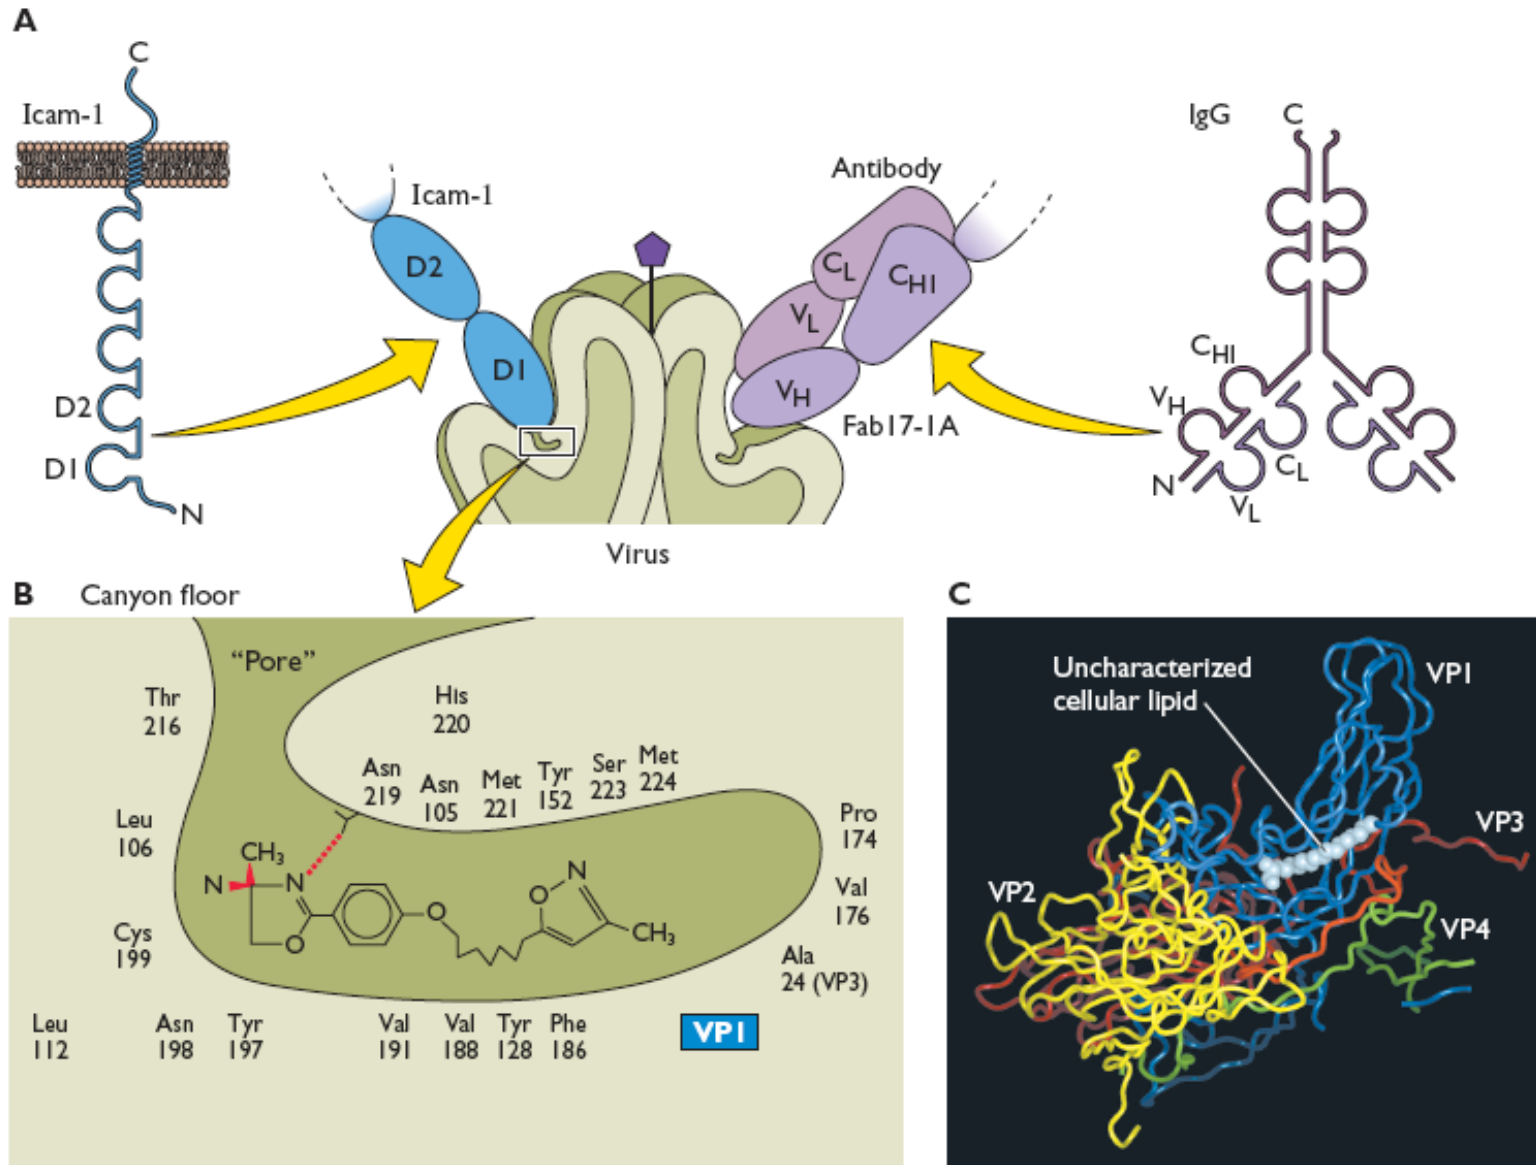 A
C
Icam-1
D2
D1
N
Icam-1
D2
D1
Antibody
CL
CHI
VL
VH
Fab17-1A
Virus
IgG
C
CHI
VH
N
CL
VL
B
Canyon floor
"Pore"
Thr
216
His
220
Asn
219
Asn
105
Met
221
Tyr
152
Ser
223
Met
224
Leu
106
Pro
174
CH3
N
N
O
O
O
N
CH3
Val
176
Cys
199
Ala
24 (VP3)
Leu
112
Asn
198
Tyr
197
Val
191
Val
188
Tyr
128
Phe
186
VP1
C
Uncharacterized
cellular lipid
VP1
VP3
VP2
VP4